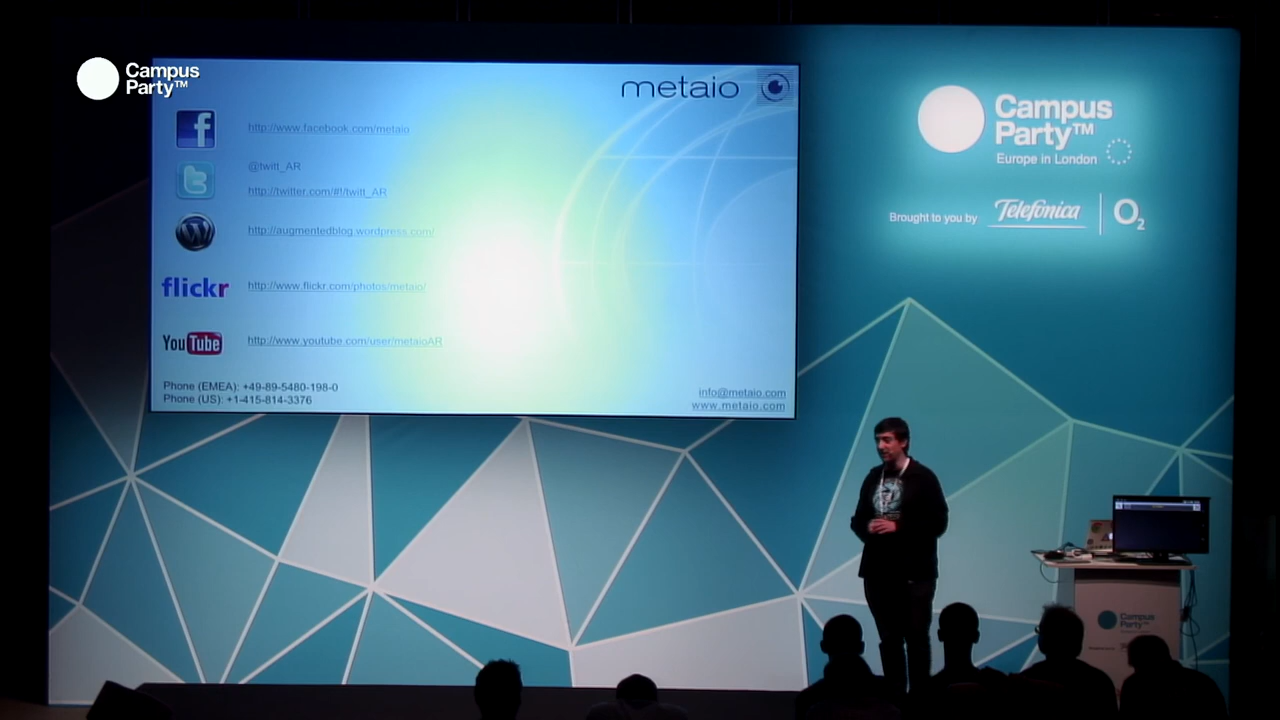 Campus
Party™
metaio
f
http://www.facebook.com/metaio
@twitt_AR
http://twitter.com/#!/twitt_AR
http://augmentedblog.wordpress.com/
flickr
http://www.flickr.com/photos/metaio/
YouTube
http://www.youtube.com/user/metaioAR
Phone (EMEA): +49-89-5480-198-0
Phone (US): +1-415-814-3376
info@metaio.com
www.metaio.com
Campus
Party™
Europe in London
Brought to you by
Telefónica
O2
Campus
Party™